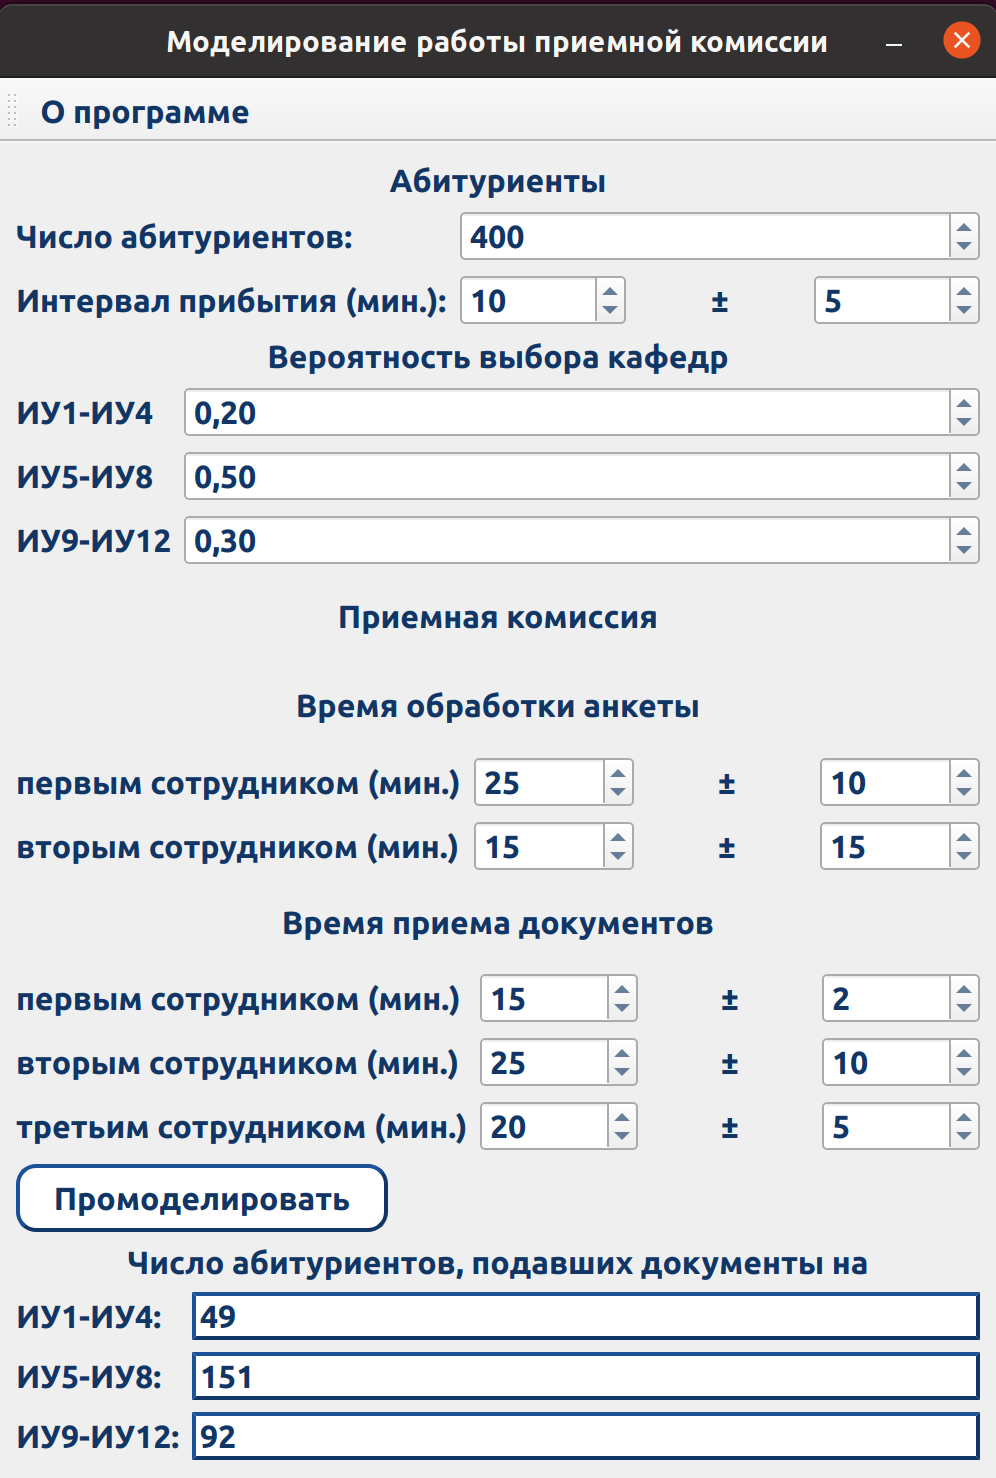 Моделирование работы приемной комиссии
О программе
Абитуриенты
Число абитуриентов: 400
Интервал прибытия (мин.): 10 ± 5
Вероятность выбора кафедр
ИУ1-ИУ4 0,20
ИУ5-ИУ8 0,50
ИУ9-ИУ12 0,30
Приемная комиссия
Время обработки анкеты
первым сотрудником (мин.) 25 ± 10
вторым сотрудником (мин.) 15 ± 15
Время приема документов
первым сотрудником (мин.) 15 ± 2
вторым сотрудником (мин.) 25 ± 10
третьим сотрудником (мин.) 20 ± 5
Промоделировать
Число абитуриентов, подавших документы на
ИУ1-ИУ4: 49
ИУ5-ИУ8: 151
ИУ9-ИУ12: 92